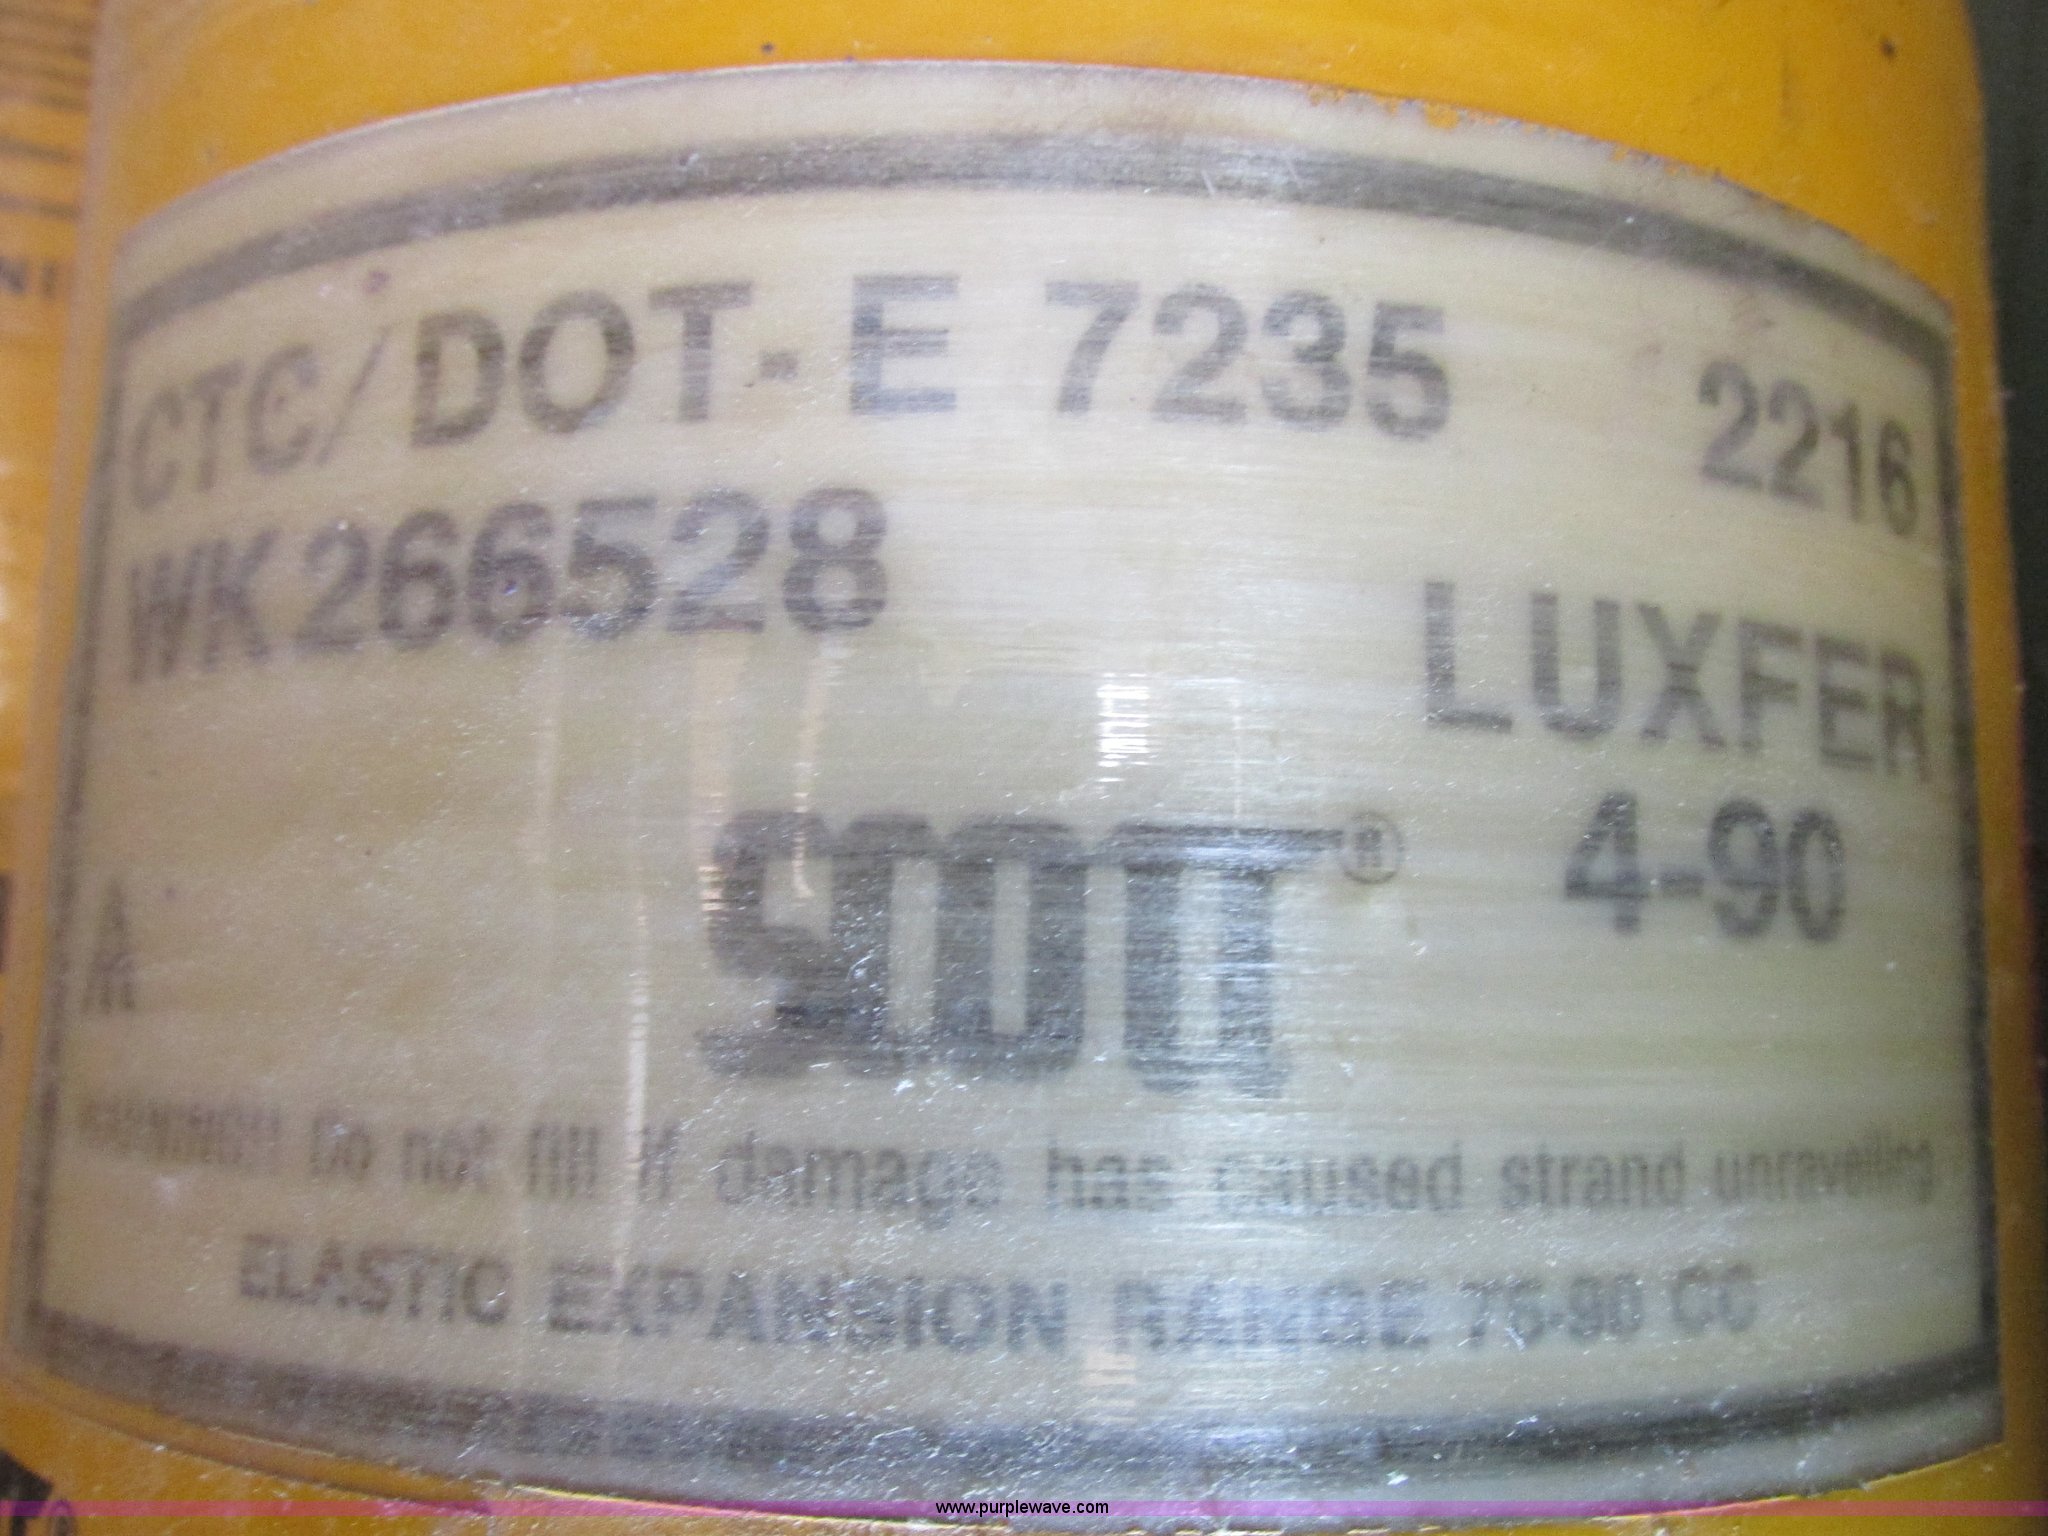 CTC/DOT-E 7235 2216
WK266528 LUXFER
4-90
SCOTT®
A
Do not fill if damage has caused strand unravelling
ELASTIC EXPANSION RANGE 75-90 CC
www.purplewave.com